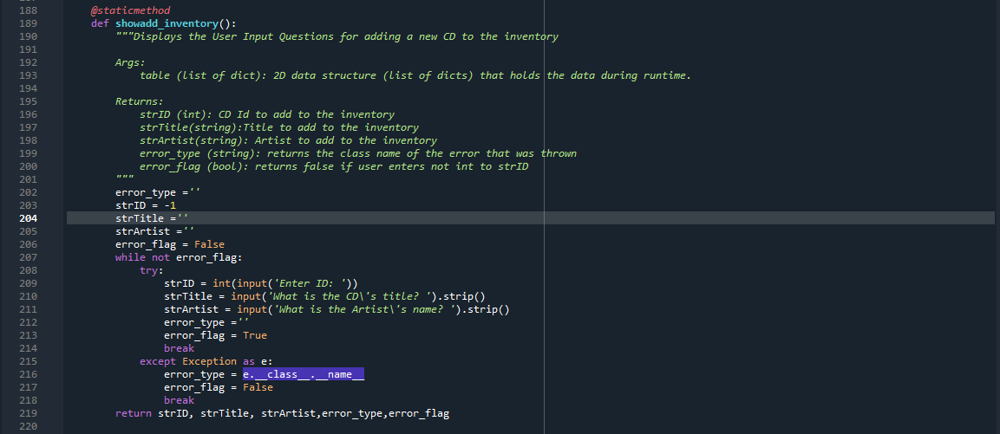 188 @staticmethod
189 def showadd_inventory():
190 """Displays the User Input Questions for adding a new CD to the inventory
191
192 Args:
193 table (list of dict): 2D data structure (list of dicts) that holds the data during runtime.
194
195 Returns:
196 strID (int): CD Id to add to the inventory
197 strTitle(string):Title to add to the inventory
198 strArtist(string): Artist to add to the inventory
199 error_type (string): returns the class name of the error that was thrown
200 error_flag (bool): returns false if user enters not int to strID
201 """
202 error_type =''
203 strID = -1
204 strTitle =''
205 strArtist =''
206 error_flag = False
207 while not error_flag:
208 try:
209 strID = int(input('Enter ID: '))
210 strTitle = input('What is the CD\'s title? ').strip()
211 strArtist = input('What is the Artist\'s name? ').strip()
212 error_type =''
213 error_flag = True
214 break
215 except Exception as e:
216 error_type = e.__class__.__name__
217 error_flag = False
218 break
219 return strID, strTitle, strArtist,error_type,error_flag
220